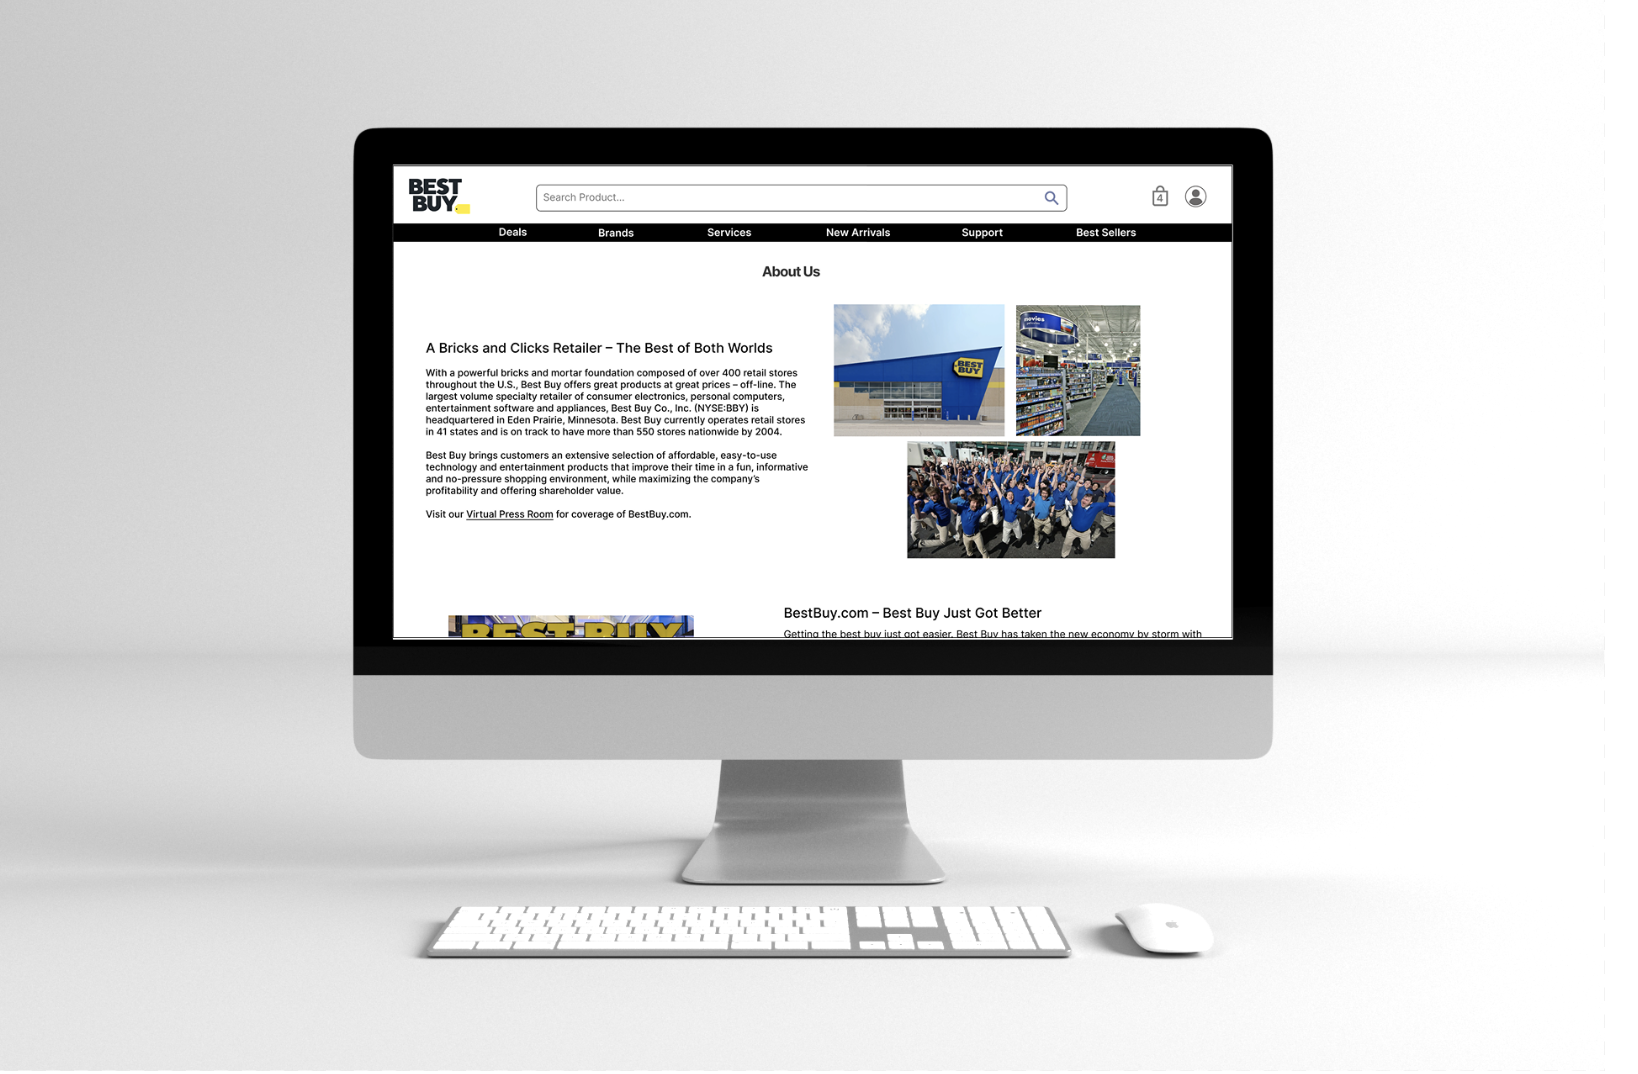 BEST
BUY
Search Product...
4
Deals
Brands
Services
New Arrivals
Support
Best Sellers
About Us
A Bricks and Clicks Retailer – The Best of Both Worlds
With a powerful bricks and mortar foundation composed of over 400 retail stores
throughout the U.S., Best Buy offers great products at great prices – off-line. The
largest volume specialty retailer of consumer electronics, personal computers,
entertainment software and appliances, Best Buy Co., Inc. (NYSE:BBY) is
headquartered in Eden Prairie, Minnesota. Best Buy currently operates retail stores
in 41 states and is on track to have more than 550 stores nationwide by 2004.
Best Buy brings customers an extensive selection of affordable, easy-to-use
technology and entertainment products that improve their time in a fun, informative
and no-pressure shopping environment, while maximizing the company's
profitability and offering shareholder value.
Visit our Virtual Press Room for coverage of BestBuy.com.
BEST
BUY
movies
BEST BUY
BestBuy.com – Best Buy Just Got Better
Getting the best buy just got easier. Best Buy has taken the new economy by storm with